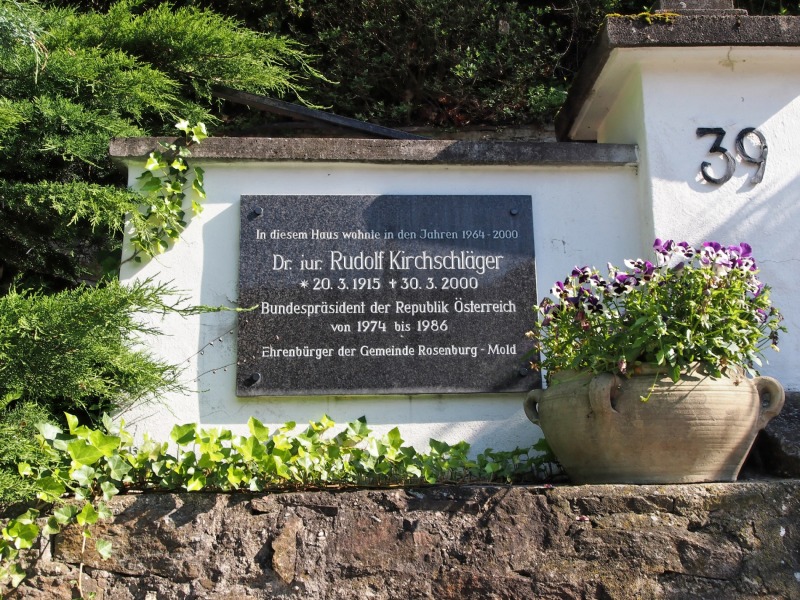 In diesem Haus wohnte in den Jahren 1964-2000
Dr. iur. Rudolf Kirchschläger
* 20. 3. 1915 + 30. 3. 2000
Bundespräsident der Republik Österreich
von 1974 bis 1986
Ehrenbürger der Gemeinde Rosenburg - Mold
39